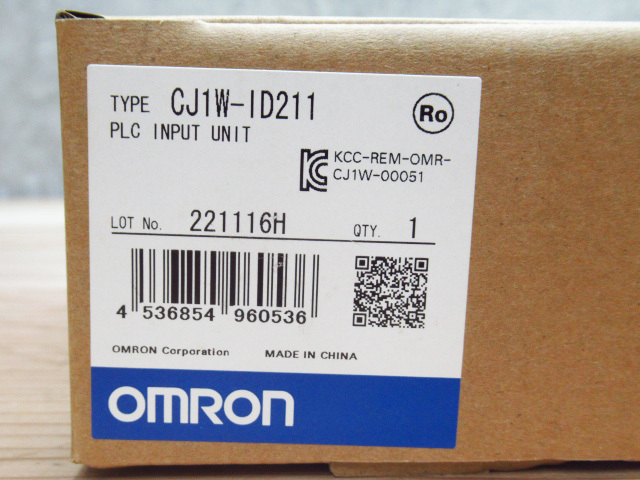 TYPE CJ1W-ID211
Ro
PLC INPUT UNIT
KCC-REM-OMR-
CJ1W-00051
LOT No. 221116H QTY. 1
4 536854 960536
OMRON Corporation MADE IN CHINA
OMRON